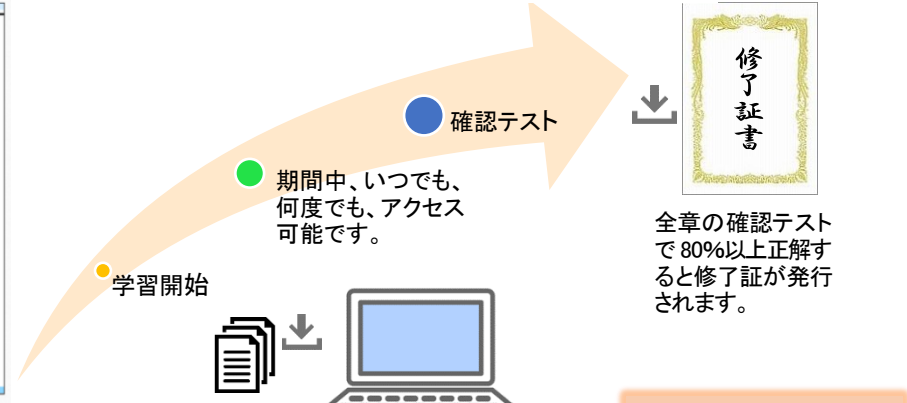 修了証書
確認テスト
期間中、いつでも、
何度でも、アクセス
可能です。
全章の確認テスト
で80%以上正解す
ると修了証が発行
されます。
学習開始